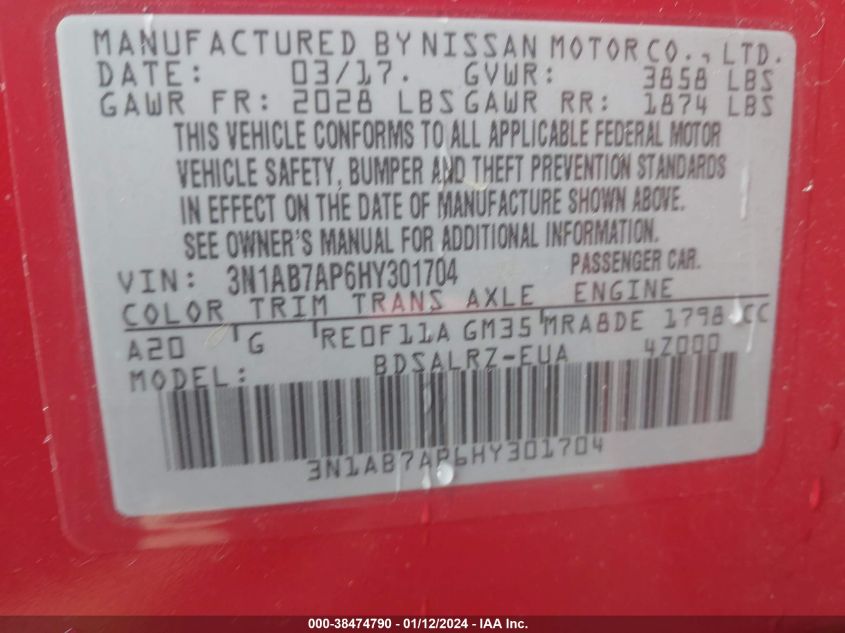 MANUFACTURED BY NISSAN MOTOR CO., LTD.
DATE: 03/17. GVWR: 3858 LBS
GAWR FR: 2028 LBS GAWR RR: 1874 LBS
THIS VEHICLE CONFORMS TO ALL APPLICABLE FEDERAL MOTOR
VEHICLE SAFETY, BUMPER AND THEFT PREVENTION STANDARDS
IN EFFECT ON THE DATE OF MANUFACTURE SHOWN ABOVE.
SEE OWNER'S MANUAL FOR ADDITIONAL INFORMATION.
VIN: 3N1AB7AP6HY301704 PASSENGER CAR.
COLOR TRIM TRANS AXLE ENGINE
A20 G RE0F11A GM35 MRA8DE 1798 CC
MODEL: BDSALRZ-EUA 4Z000
3N1AB7AP6HY301704
000-38474790 - 01/12/2024 - IAA Inc.